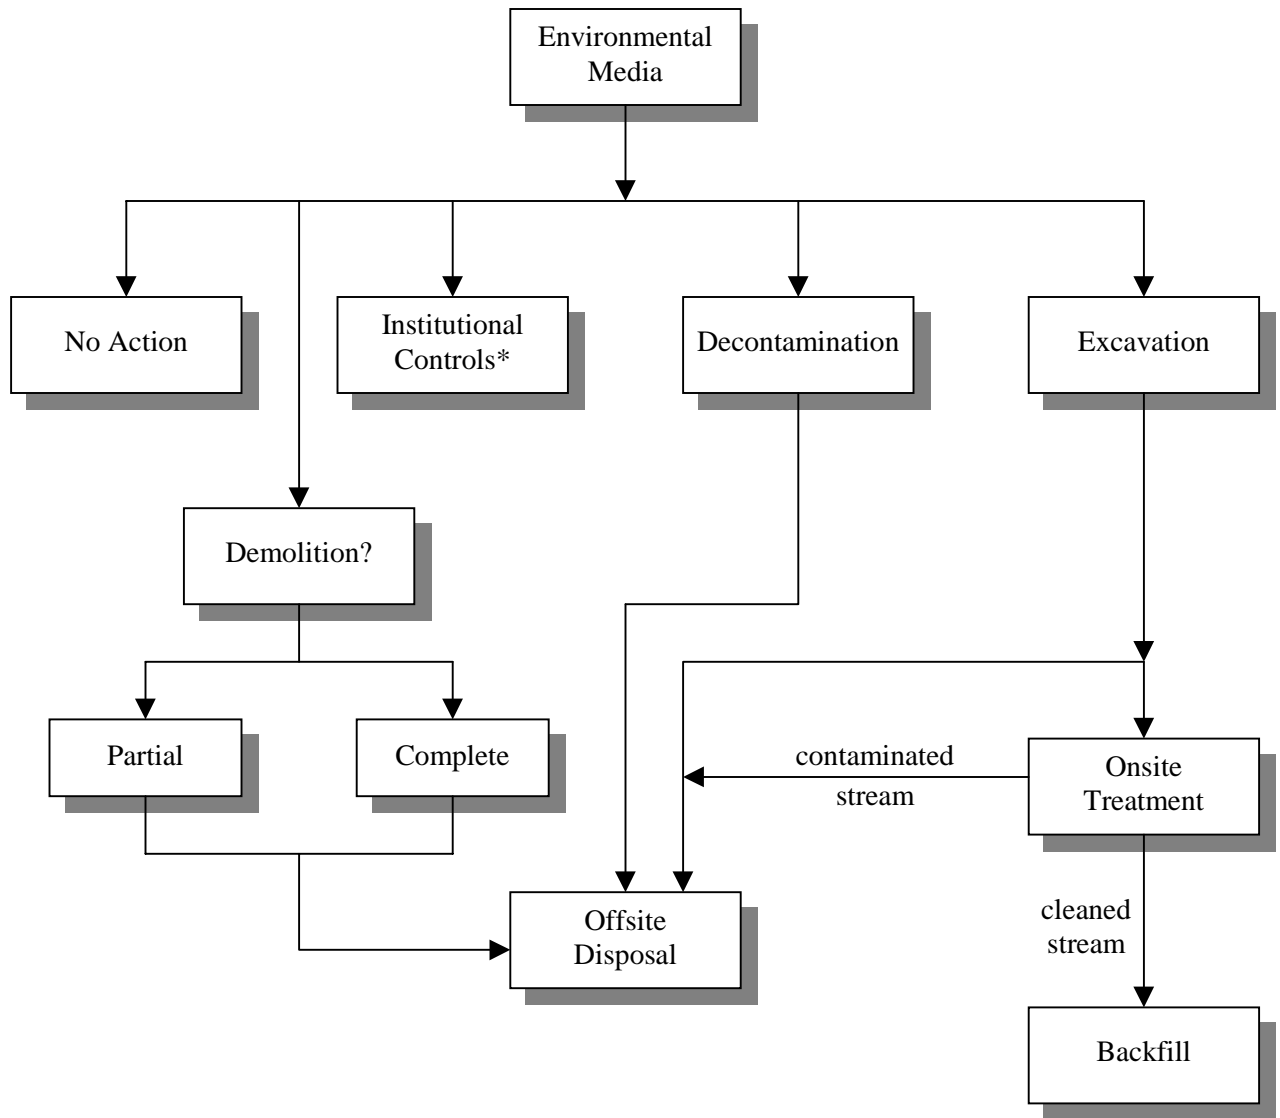 Environmental
Media
No Action
Institutional
Controls*
Decontamination
Excavation
Demolition?
Partial
Complete
contaminated
stream
Onsite
Treatment
Offsite
Disposal
cleaned
stream
Backfill